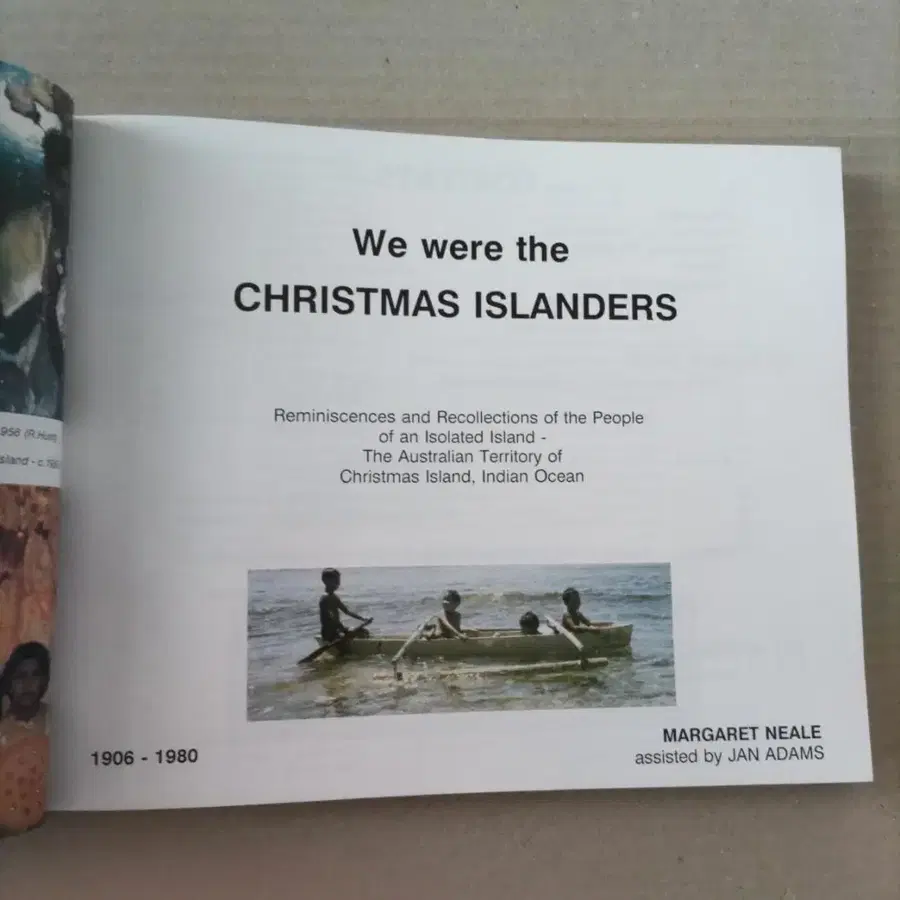 We were the
CHRISTMAS ISLANDERS
Reminiscences and Recollections of the People
of an Isolated Island -
The Australian Territory of
Christmas Island, Indian Ocean
1906 - 1980
MARGARET NEALE
assisted by JAN ADAMS